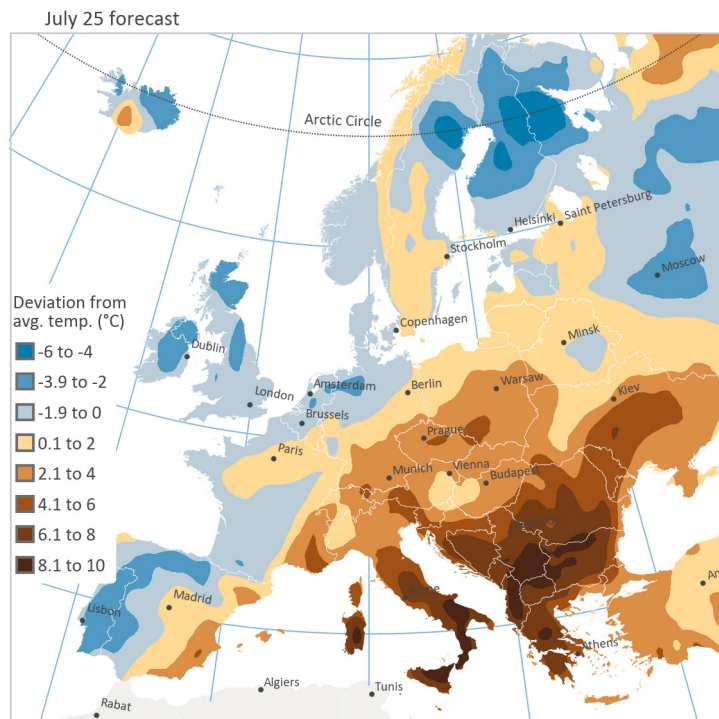 July 25 forecast
Arctic Circle
Helsinki
Saint Petersburg
Stockholm
Moscow
Deviation from
avg. temp. (°C)
-6 to -4
-3.9 to -2
-1.9 to 0
0.1 to 2
2.1 to 4
4.1 to 6
6.1 to 8
8.1 to 10
Copenhagen
Minsk
Dublin
London
Amsterdam
Berlin
Warsaw
Kiev
Brussels
Paris
Prague
Munich
Vienna
Budapest
Madrid
Lisbon
Athens
Algiers
Tunis
Rabat